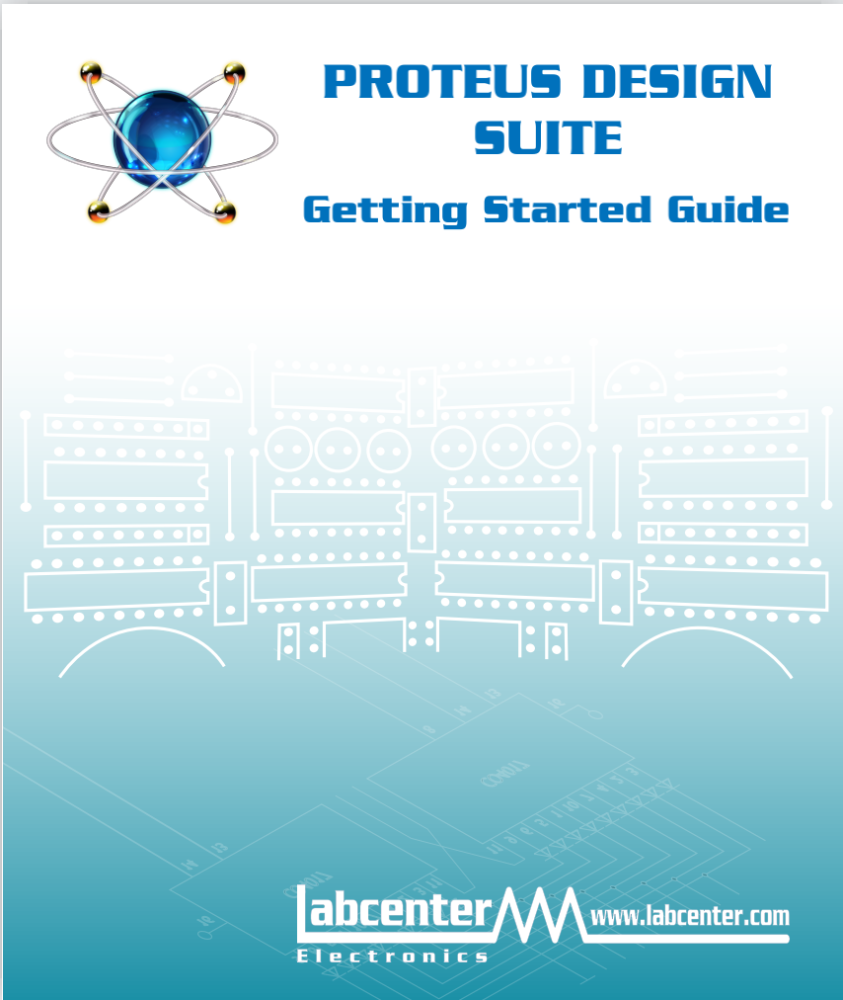 PROTEUS DESIGN
SUITE
Getting Started Guide
Labcenter www.labcenter.com
Electronics